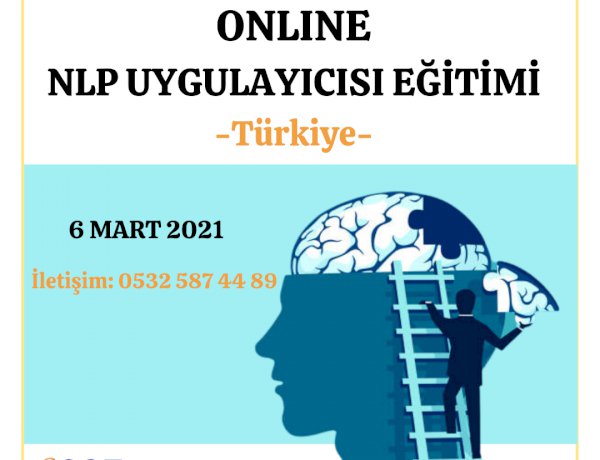 ONLINE
NLP UYGULAYICISI EĞİTİMİ
-Türkiye-
6 MART 2021
İletişim: 0532 587 44 89